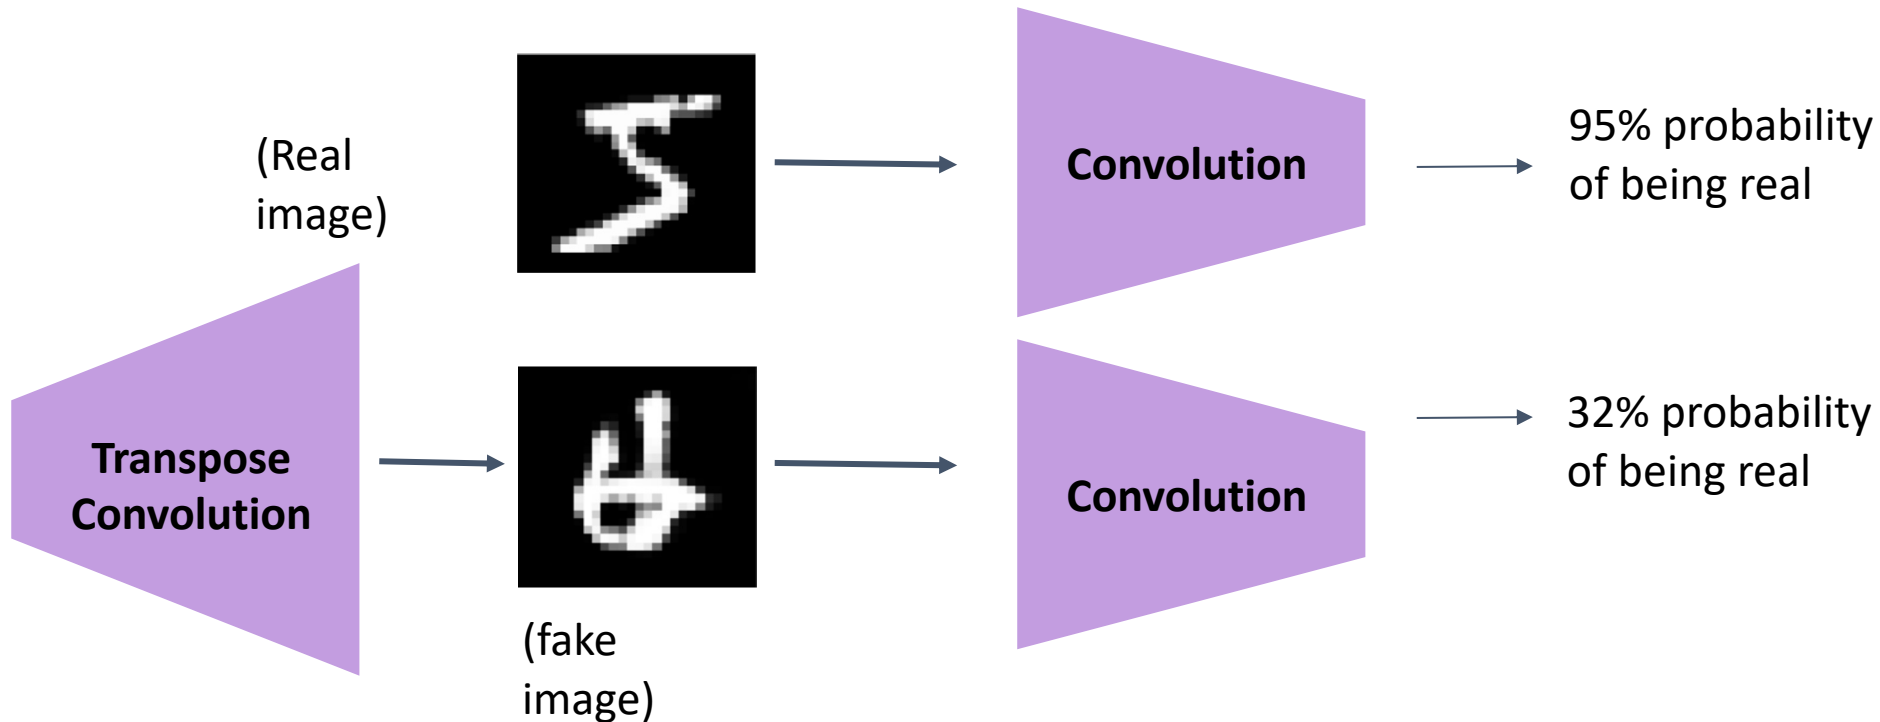 (Real
image)
Convolution
95% probability
of being real
Transpose
Convolution
(fake
image)
Convolution
32% probability
of being real